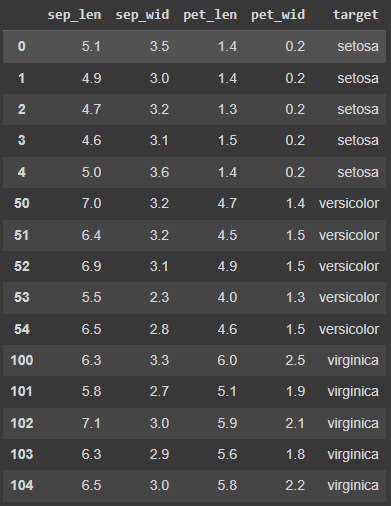 sep_len sep_wid pet_len pet_wid target
0 5.1 3.5 1.4 0.2 setosa
1 4.9 3.0 1.4 0.2 setosa
2 4.7 3.2 1.3 0.2 setosa
3 4.6 3.1 1.5 0.2 setosa
4 5.0 3.6 1.4 0.2 setosa
50 7.0 3.2 4.7 1.4 versicolor
51 6.4 3.2 4.5 1.5 versicolor
52 6.9 3.1 4.9 1.5 versicolor
53 5.5 2.3 4.0 1.3 versicolor
54 6.5 2.8 4.6 1.5 versicolor
100 6.3 3.3 6.0 2.5 virginica
101 5.8 2.7 5.1 1.9 virginica
102 7.1 3.0 5.9 2.1 virginica
103 6.3 2.9 5.6 1.8 virginica
104 6.5 3.0 5.8 2.2 virginica